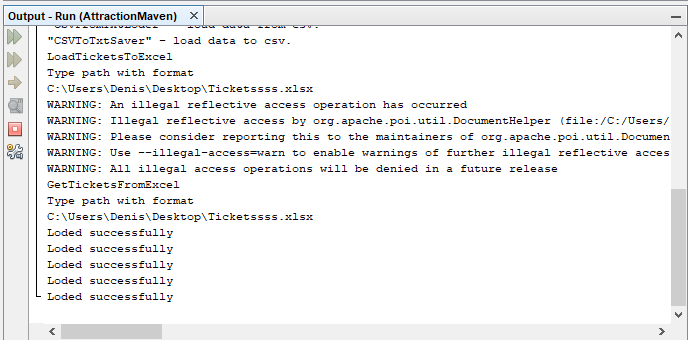 Output - Run (AttractionMaven)
"CSVToTxtSaver" - load data to csv.
LoadTicketsToExcel
Type path with format
C:\Users\Denis\Desktop\Ticketssss.xlsx
WARNING: An illegal reflective access operation has occurred
WARNING: Illegal reflective access by org.apache.poi.util.DocumentHelper (file:/C:/Users/
WARNING: Please consider reporting this to the maintainers of org.apache.poi.util.Documen
WARNING: Use --illegal-access=warn to enable warnings of further illegal reflective acces
WARNING: All illegal access operations will be denied in a future release
GetTicketsFromExcel
Type path with format
C:\Users\Denis\Desktop\Ticketssss.xlsx
Loded successfully
Loded successfully
Loded successfully
Loded successfully
Loded successfully